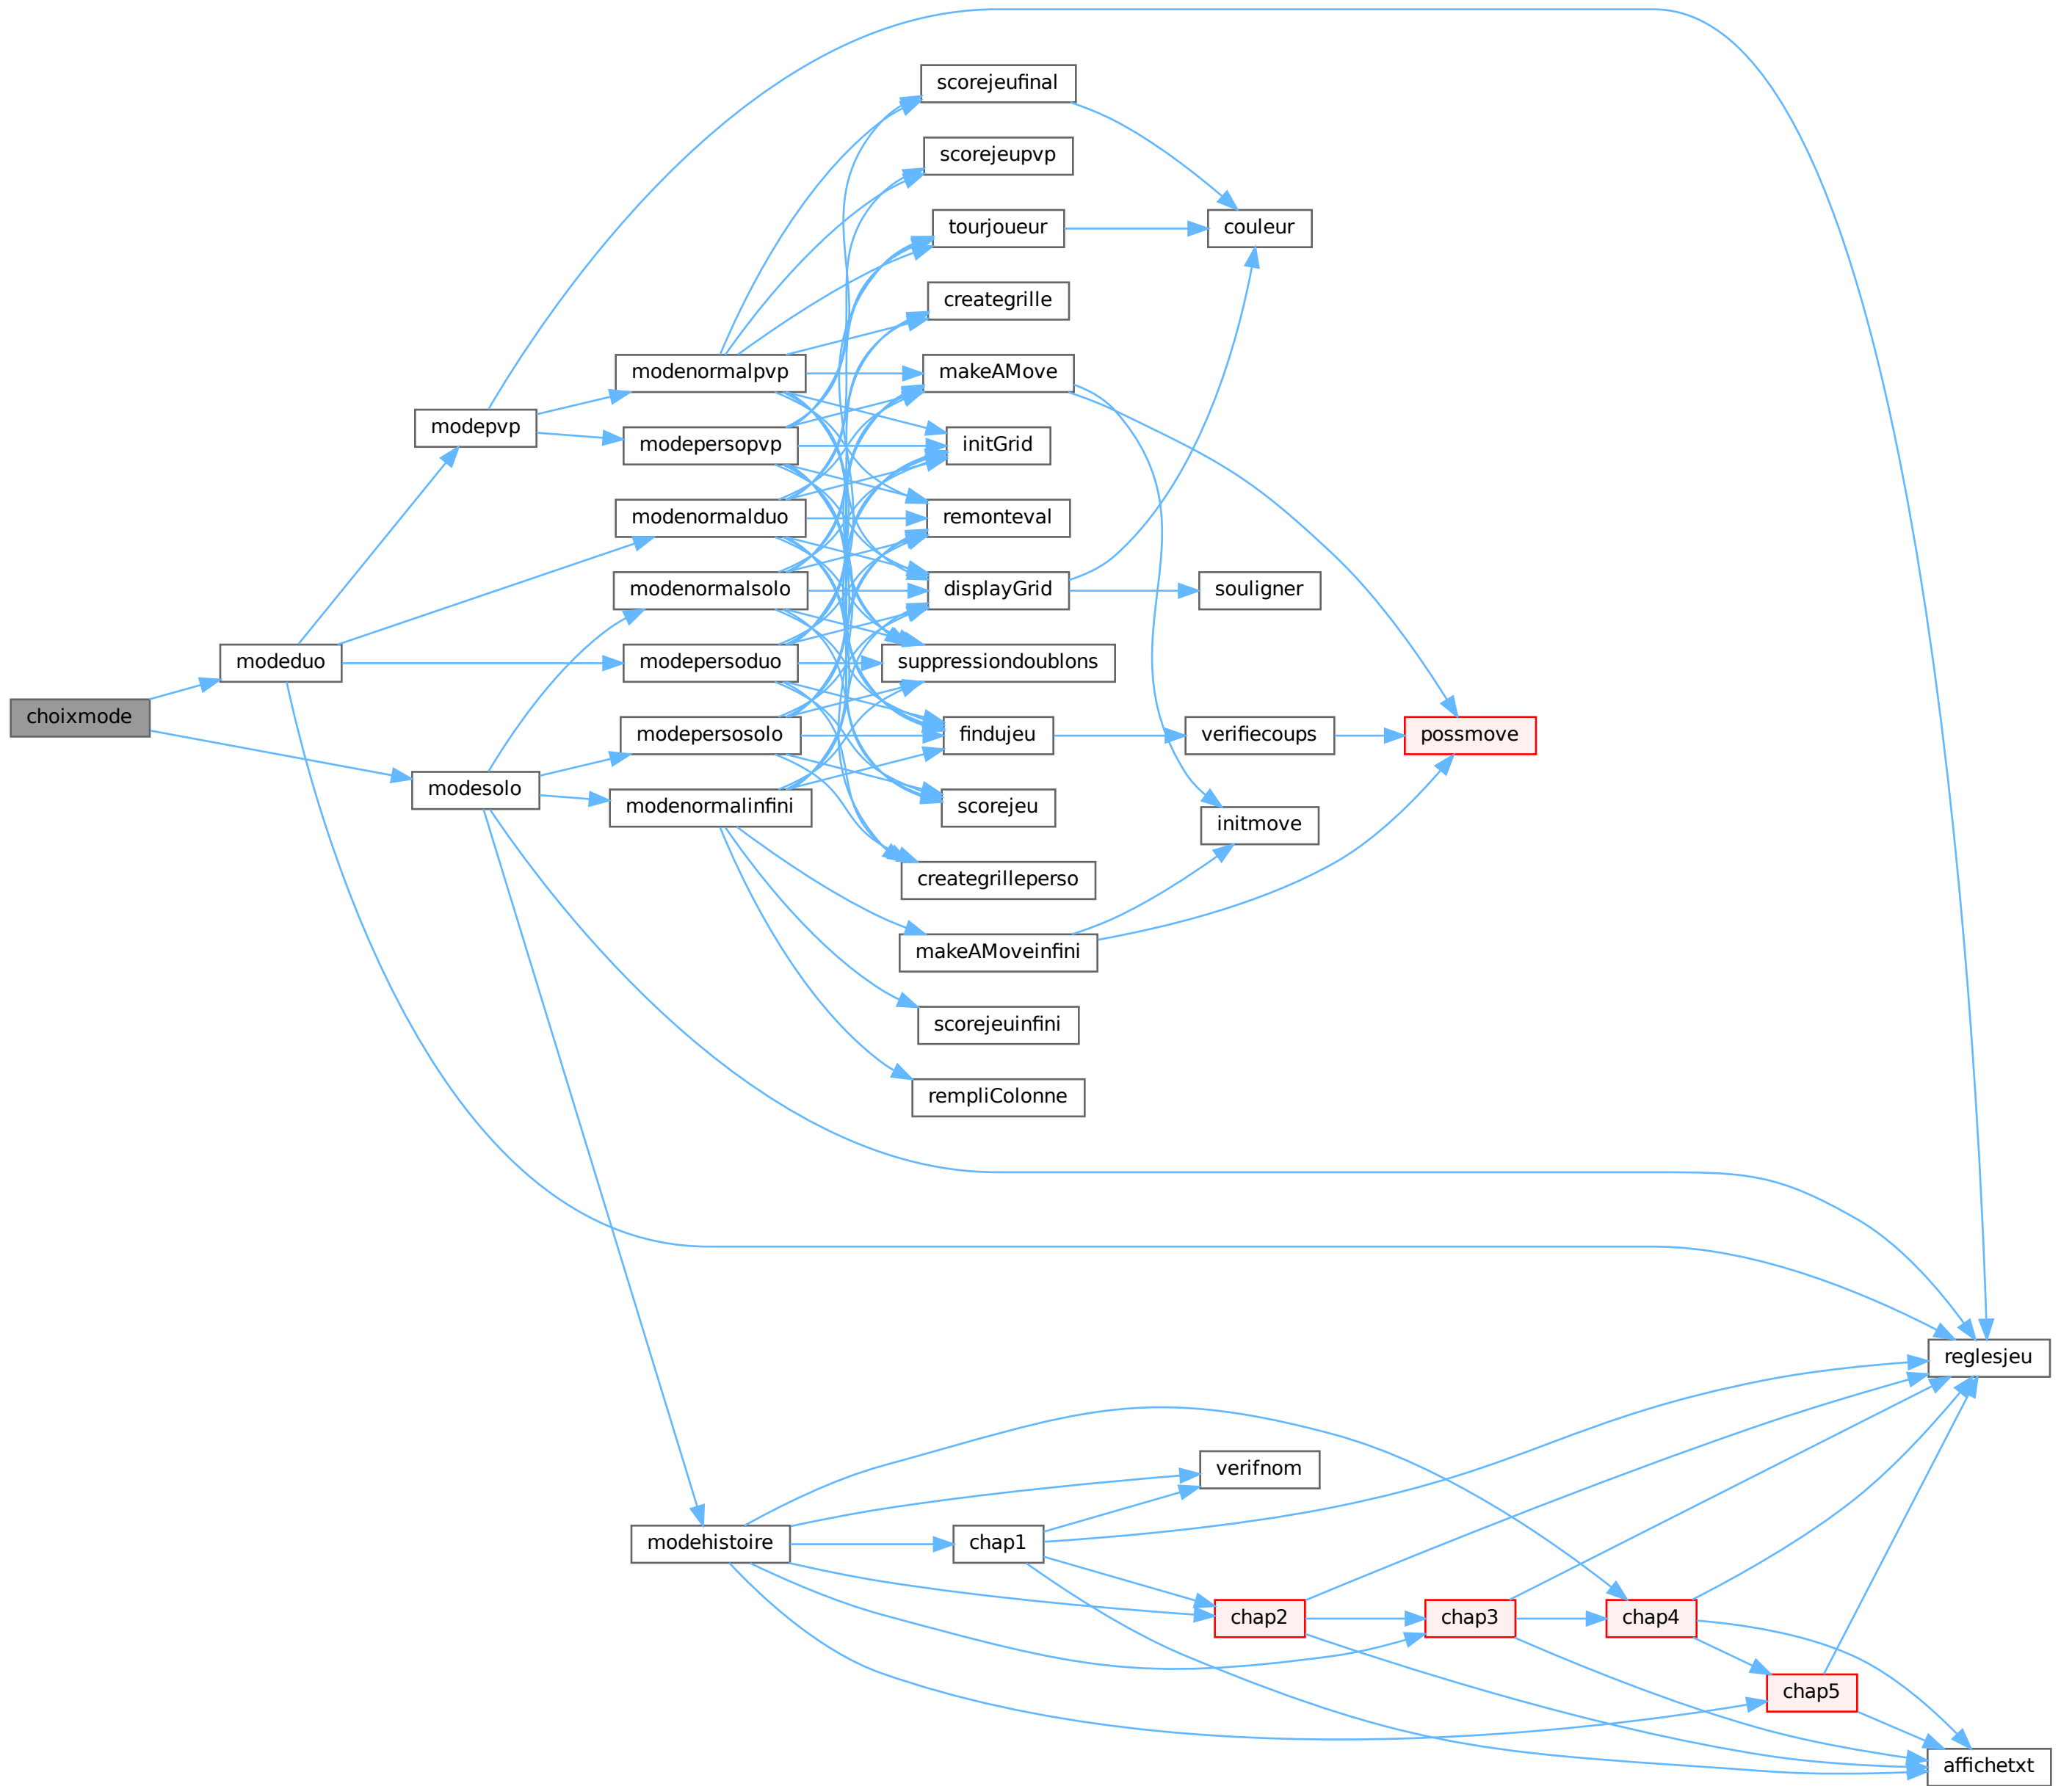 scorejeufinal
scorejeupvp
tourjoueur
couleur
creategrille
modenormalpvp
makeAMove
modepvp
modepersopvp
initGrid
modenormalduo
remonteval
modenormalsolo
displayGrid
souligner
modeduo
modepersoduo
suppressiondoublons
choixmode
modepersosolo
findujeu
verifiecoups
possmove
modesolo
modenormalinfini
scorejeu
initmove
creategrilleperso
makeAMoveinfini
scorejeuinfini
rempliColonne
reglesjeu
verifnom
modehistoire
chap1
chap2
chap3
chap4
chap5
affichetxt